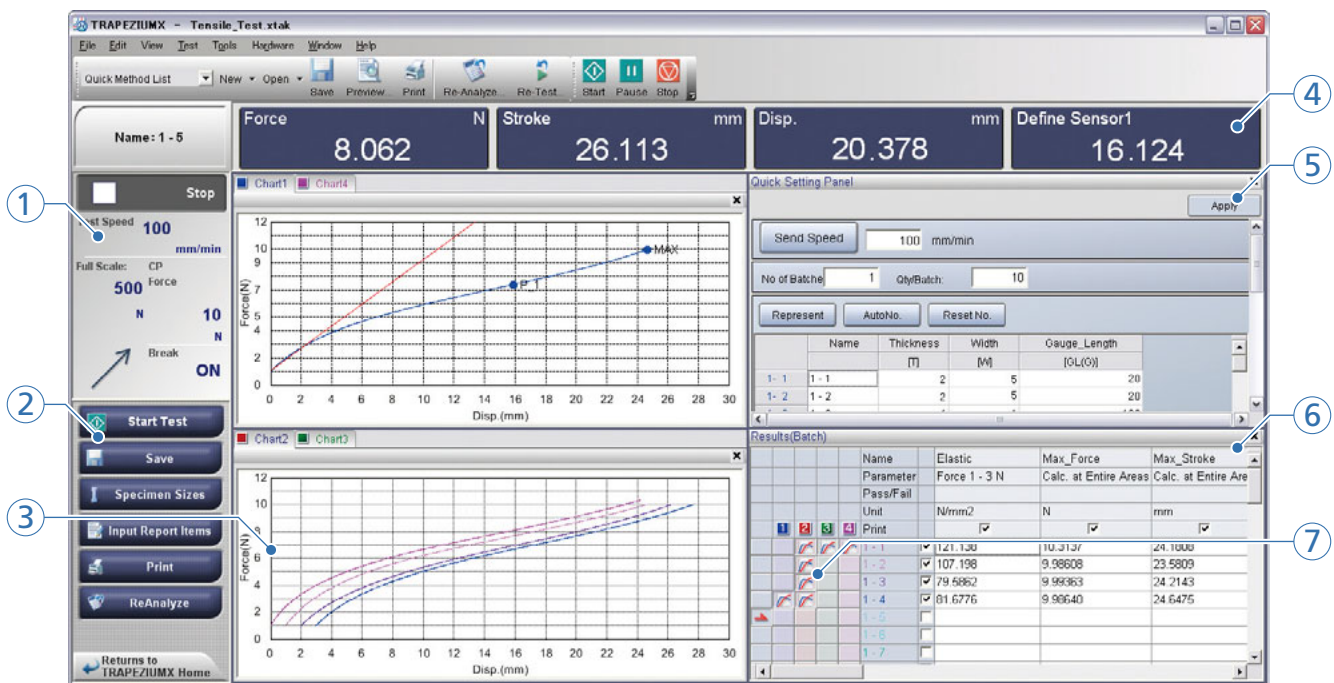 TRAPEZIUMX - Tensile_Test.xtak
File Edit View Test Tools Hardware Window Help
Quick Method List New Open Save Preview... Print Re-Analyze... Re-Test... Start Pause Stop
Name: 1 - 5
Force N
8.062
Stroke mm
26.113
Disp. mm
20.378
Define Sensor1
16.124
4
5
1
2
3
6
7
Stop
Test Speed 100
mm/min
Full Scale: CP
500 Force
N 10
N
Break
ON
Start Test
Save
Specimen Sizes
Input Report Items
Print
ReAnalyze
Returns to
TRAPEZIUMX Home
Chart1 Chart4
12
10
9
7
5
4
2
0
Force(N)
MAX
P_1
0 2 4 6 8 10 12 14 16 18 20 22 24 26 28 30
Disp.(mm)
Chart2 Chart3
12
10
8
6
4
2
0
Force(N)
0 2 4 6 8 10 12 14 16 18 20 22 24 26 28 30
Disp.(mm)
Quick Setting Panel
Apply
Send Speed 100 mm/min
No of Batche 1 Qty/Batch: 10
Represent AutoNo. Reset No.
Name Thickness Width Gauge_Length
[T] [W] [GL(G)]
1- 1 1 - 1 2 5 20
1- 2 1 - 2 2 5 20
Results(Batch)
Name Elastic Max_Force Max_Stroke
Parameter Force 1 - 3 N Calc. at Entire Areas Calc. at Entire Are
Pass/Fail
Unit N/mm2 N mm
1 2 3 4 Print
1 - 1 121.138 10.3137 24.1808
1 - 2 107.198 9.98608 23.5809
1 - 3 79.5862 9.99363 24.2143
1 - 4 81.6776 9.98640 24.6475
1 - 5
1 - 6
1 - 7